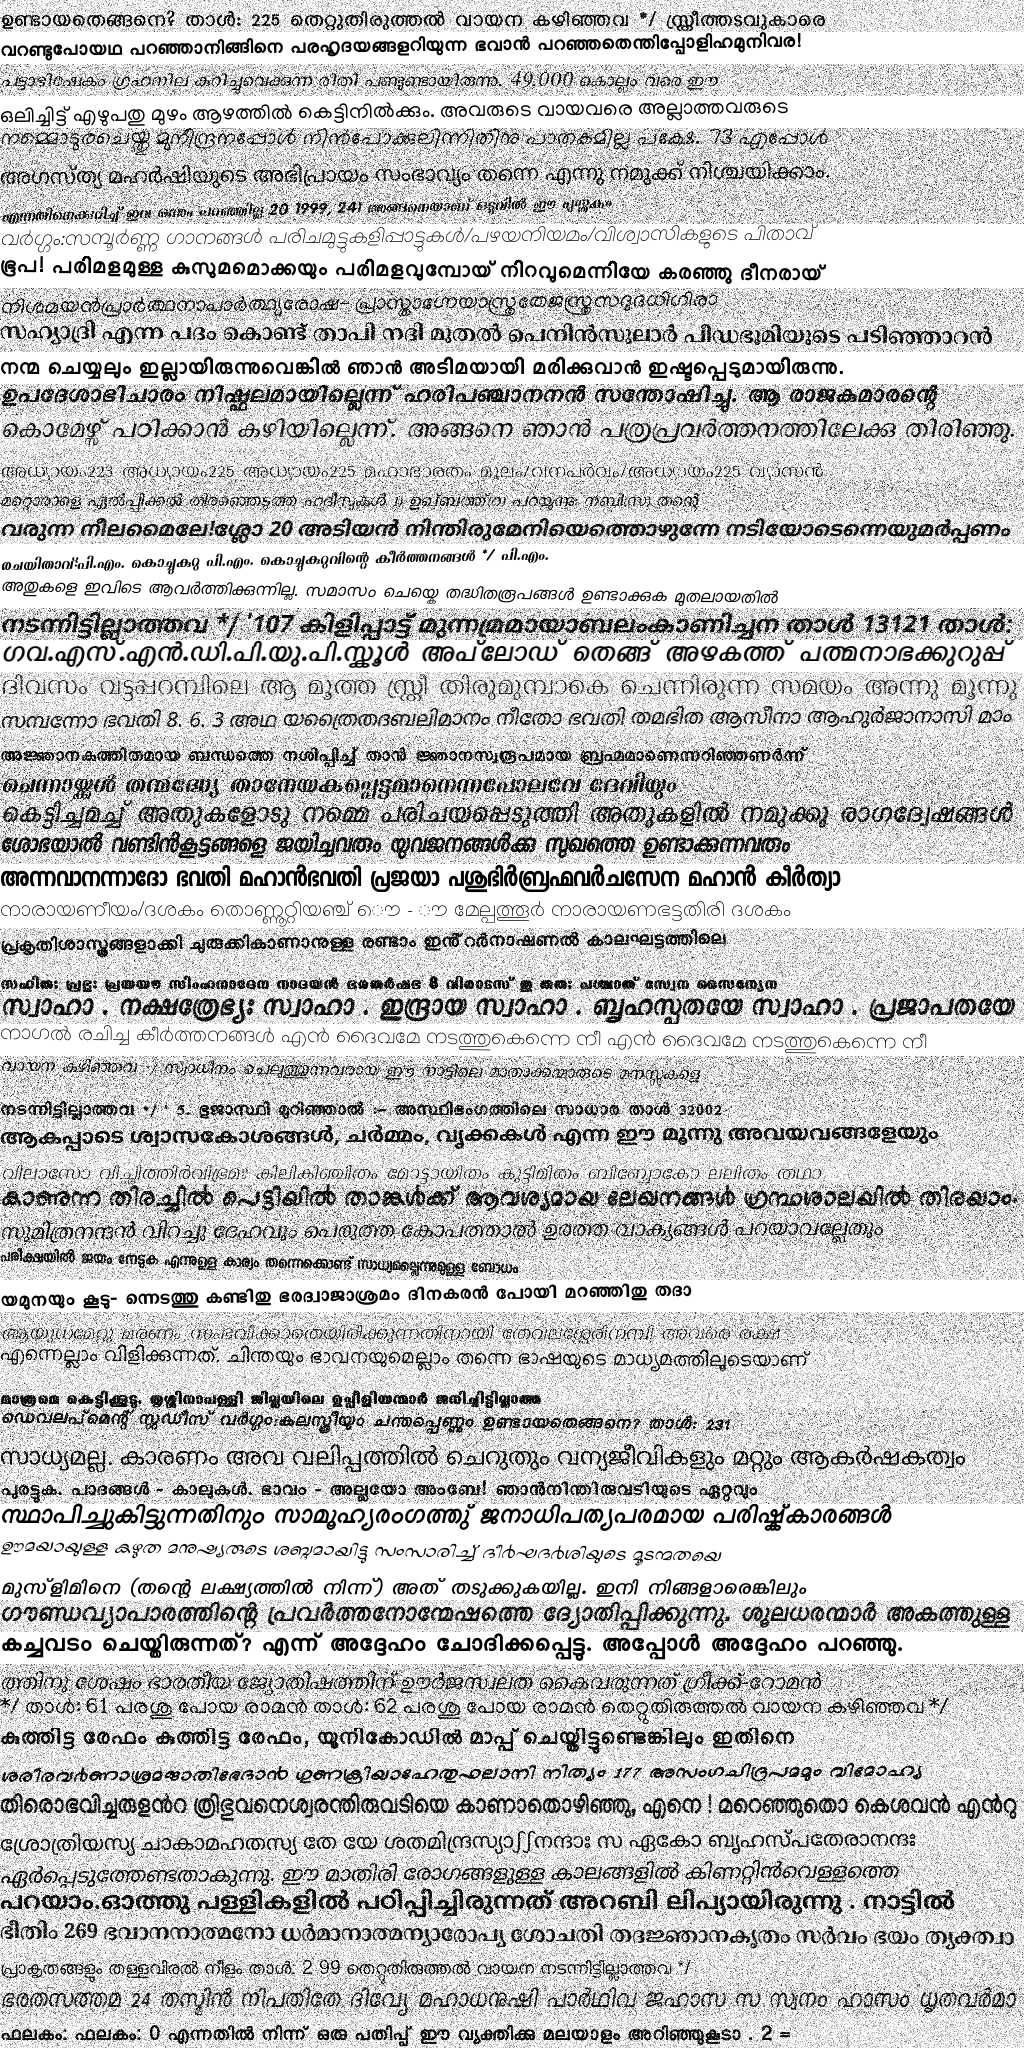 ഉണ്ടായതെങ്ങനെ? താൾ: 225 തെറ്റുതിരുത്തൽ വായന കഴിഞ്ഞവ */ സ്ത്രീത്തടവുകാരെ
വറണ്ടുപോയഥ പറഞ്ഞാനിങ്ങിനെ പരഹൃദയങ്ങളറിയുന്ന ഭവാൻ പറഞ്ഞതെന്തിപ്പോളിഹമുനിവര!
പട്ടാഭിഷേകം ഗ്രഹനില കുറിച്ചുവെക്കുന്ന രീതി പണ്ടുണ്ടായിരുന്നു. 49,000 കൊല്ലം വരെ ഈ
ഒലിച്ചിട്ട് എഴുപതു മുഴം ആഴത്തിൽ കെട്ടിനിൽക്കും. അവരുടെ വായവരെ അല്ലാത്തവരുടെ
നമ്മൊടുരചെയ്തു മുനീന്ദ്രനപ്പോൾ നിൻപോക്കലിന്നിതിനു പാതകമില്ല പക്ഷേ. 73 എപ്പോൾ
അഗസ്ത്യ മഹർഷിയുടെ അഭിപ്രായം സംഭാവ്യം തന്നെ എന്നു നമുക്ക് നിശ്ചയിക്കാം.
എന്നതിനെക്കുറിച്ച് ഇവ ഒന്നും പറഞ്ഞില്ല 20 1999, 241 അങ്ങനെയാണ് ഒടുവിൽ ഈ പുസ്തകം
വർഗ്ഗം:സമ്പൂർണ്ണ ഗാനങ്ങൾ പരിചമുട്ടുകളിപ്പാട്ടുകൾ/പഴയനിയമം/വിശ്വാസികളുടെ പിതാവ്
ഭൂപ! പരിമളമുള്ള കുസുമമൊക്കയും പരിമളവുമ്പോയ് നിറവുമെന്നിയേ കരഞ്ഞു ദീനരായ്
നിശമയൻപ്രാർത്ഥനാപാർത്ഥ്യരോഷ- പ്രാസ്താഗ്നേയാസ്ത്രതേജസ്ത്രസദുദധിഗിരാ
സഹ്യാദ്രി എന്ന പദം കൊണ്ട് താപി നദി മുതൽ പെനിൻസുലാർ പീഡഭൂമിയുടെ പടിഞ്ഞാറൻ
നന്മ ചെയ്യലും ഇല്ലായിരുന്നുവെങ്കിൽ ഞാൻ അടിമയായി മരിക്കുവാൻ ഇഷ്ടപ്പെടുമായിരുന്നു.
ഉപദേശാഭിചാരം നിഷ്ഫലമായില്ലെന്ന് ഹരിപഞ്ചാനനൻ സന്തോഷിച്ചു. ആ രാജകുമാരന്റെ
കൊമേഴ്സ് പഠിക്കാൻ കഴിയില്ലെന്ന്. അങ്ങനെ ഞാൻ പത്രപ്രവർത്തനത്തിലേക്കു തിരിഞ്ഞു.
അധ്യായം223 അധ്യായം225 അധ്യായം225 മഹാഭാരതം മൂലം/വനപർവം/അധ്യായം225 വ്യാസൻ
മറ്റൊരാളെ ഏൽപ്പിക്കൽ തിരഞ്ഞെടുത്ത ഹദീസുകൾ 1) ഉഖ്ബത്ത്(റ) പറയുന്നു: നബി(സ) തന്റെ
വരുന്ന നീലമൈലേ!ശ്ലോ 20 അടിയൻ നിന്തിരുമേനിയെത്തൊഴുന്നേ നടിയോടെന്നെയുമർപ്പണം
രചയിതാവ്:പി.എം. കൊച്ചുകുറു പി.എം. കൊച്ചുകുറുവിന്റെ കീർത്തനങ്ങൾ */ പി.എം.
അതുകളെ ഇവിടെ ആവർത്തിക്കുന്നില്ല. സമാസം ചെയ്കെ തദ്ധിതരൂപങ്ങൾ ഉണ്ടാക്കുക മുതലായതിൽ
നടന്നിട്ടില്ലാത്തവ */ '107 കിളിപ്പാട്ട് മുന്നമ്രമമായാബലംകാണിച്ചന താൾ 13121 താൾ:
ഗവ.എസ്.എൻ.ഡി.പി.യു.പി.സ്കൂൾ അപ്‌ലോഡ് തെങ്ങ് അഴകത്ത് പത്മനാഭക്കുറുപ്പ്
ദിവസം വട്ടപ്പറമ്പിലെ ആ മൂത്ത സ്ത്രീ തിരുമുമ്പാകെ ചെന്നിരുന്ന സമയം അന്നു മൂന്നു
സമ്പന്നോ ഭവതി 8. 6. 3 അഥ യത്രൈതദബലിമാനം നീതോ ഭവതി തമഭിത ആസീനാ ആഹുർജാനാസി മാം
അജ്ഞാനകുത്തിതമായ ബന്ധത്തെ നശിപ്പിച്ച് താൻ ജ്ഞാനസ്വരൂപമായ ബ്രഹ്മമാണെന്നറിഞ്ഞുണർന്ന്
ചെന്നായ്ക്കൾ തന്മദ്ധ്യേ താനേയകപ്പെട്ടമാനെന്നപോലവേ ദേവിയും
കെട്ടിച്ചമച്ച് അതുകളോടു നമ്മെ പരിചയപ്പെടുത്തി അതുകളിൽ നമുക്കു രാഗദ്വേഷങ്ങൾ
ശോഭയാൽ വണ്ടിൻകൂട്ടങ്ങളെ ജയിച്ചവരും യുവജനങ്ങൾക്കു സുഖത്തെ ഉണ്ടാക്കുന്നവരും
അന്നവാനന്നാദോ ഭവതി മഹാൻഭവതി പ്രജയാ പശുഭിർബ്രഹ്മവർചസേന മഹാൻ കീർത്യാ
നാരായണീയം/ദശകം തൊണ്ണൂറ്റിയഞ്ച് ൌ - ൗ മേല്പത്തൂർ നാരായണഭട്ടതിരി ദശകം
പ്രകൃതിശാസ്ത്രങ്ങളാക്കി ചുരുക്കികാണാനുള്ള രണ്ടാം ഇന്റർനാഷണൽ കാലഘട്ടത്തിലെ
സഹിതഃ പ്രഭുഃ പ്രയയൗ സിംഹനാദേന നാദയൻ ഭരതർഷഭ 8 വിരാടസ് തു തതഃ പശ്ചാത് സ്വേന സൈന്യേന
സ്വാഹാ . നക്ഷത്രേഭ്യഃ സ്വാഹാ . ഇന്ദ്രായ സ്വാഹാ . ബൃഹസ്പതയേ സ്വാഹാ . പ്രജാപതയേ
നാഗൽ രചിച്ച കീർത്തനങ്ങൾ എൻ ദൈവമേ നടത്തുകെന്നെ നീ എൻ ദൈവമേ നടത്തുകെന്നെ നീ
വായന കഴിഞ്ഞവ */ സ്വാധീനം ചെലുത്തുന്നവരായ ഈ നാട്ടിലെ മാതാക്കന്മാരുടെ മനസ്സുകളെ
നടന്നിട്ടില്ലാത്തവ */ ' 5. ഭുജാസ്ഥി മുറിഞ്ഞാൽ :- അസ്ഥിഭംഗത്തിലെ സാധാര താൾ 32002
ആകപ്പാടെ ശ്വാസകോശങ്ങൾ, ചർമ്മം, വൃക്കകൾ എന്ന ഈ മൂന്നു അവയവങ്ങളേയും
വിലാസോ വിച്ഛിത്തിർവിഭ്രമഃ കിലികിഞ്ചിതം മോട്ടായിതം കുട്ടിമിതം ബിബ്ബോകോ ലലിതം തഥാ
കാണുന്ന തിരച്ചിൽ പെട്ടിയിൽ താങ്കൾക്ക് ആവശ്യമായ ലേഖനങ്ങൾ ഗ്രന്ഥശാലയിൽ തിരയാം.
സുമിത്രനന്ദൻ വിറച്ചു ദേഹവും പെരുത്ത കോപത്താൽ ഉരത്ത വാക്യങ്ങൾ പറയാവല്ലേതും
പരീക്ഷയിൽ ജയം നേടുക എന്നുള്ള കാര്യം തന്നെക്കൊണ്ട് സാധ്യമല്ലെന്നുമുള്ള ബോധം
യമുനയും കൂടു- ന്നെടത്തു കണ്ടിതു ഭരദ്വാജാശ്രമം ദിനകരൻ പോയി മറഞ്ഞിതു തദാ
ആയുധമേറ്റു മരണം സംഭവിക്കാതെയിരിക്കുന്നതിനായി തേവലശ്ശേരിനമ്പി അവരെ രക്ഷ
എന്നെല്ലാം വിളിക്കുന്നത്. ചിന്തയും ഭാവനയുമെല്ലാം തന്നെ ഭാഷയുടെ മാധ്യമത്തിലൂടെയാണ്
മാത്രമെ കെട്ടിക്കൂടൂ. തൃശ്ശിനാപള്ളി ജില്ലയിലെ ഉപ്പിളിയന്മാർ ജരിച്ചിട്ടില്ലാത്ത
ഡെവലപ്‌മെന്റ് സ്റ്റഡീസ് വർഗ്ഗം:കുലസ്ത്രീയും ചന്തപ്പെണ്ണും ഉണ്ടായതെങ്ങനെ? താൾ: 231
സാധ്യമല്ല. കാരണം അവ വലിപ്പത്തിൽ ചെറുതും വന്യജീവികളും മറ്റും ആകർഷകത്വം
പുരട്ടുക. പാദങ്ങൾ - കാലുകൾ. ഭാവം - അല്ലയോ അംബേ! ഞാൻനിന്തിരുവടിയുടെ ഏറ്റവും
സ്ഥാപിച്ചുകിട്ടുന്നതിനും സാമൂഹ്യരംഗത്തു് ജനാധിപത്യപരമായ പരിഷ്ക്കാരങ്ങൾ
ഊമയായുള്ള കഴുത മനുഷ്യരുടെ ശബ്ദമായിട്ടു സംസാരിച്ച് ദീർഘദർശിയുടെ മൂടന്മതയെ
മുസ്‌ളിമിനെ (തന്റെ ലക്ഷ്യത്തിൽ നിന്ന്) അത് തടുക്കുകയില്ല. ഇനി നിങ്ങളാരെങ്കിലും
ഗൗണ്ഡവ്യാപാരത്തിന്റെ പ്രവർത്തനോന്മേഷത്തെ ദ്യോതിപ്പിക്കുന്നു. ശൂലധരന്മാർ അകത്തുള്ള
കച്ചവടം ചെയ്തിരുന്നത്? എന്ന് അദ്ദേഹം ചോദിക്കപ്പെട്ടു. അപ്പോൾ അദ്ദേഹം പറഞ്ഞു.
ത്തിനു ശേഷം ഭാരതീയ ജ്യോതിഷത്തിന് ഊർജസ്വലത കൈവരുന്നത് ഗ്രീക്ക്-റോമൻ
*/ താൾ: 61 പരശു പോയ രാമൻ താൾ: 62 പരശു പോയ രാമൻ തെറ്റുതിരുത്തൽ വായന കഴിഞ്ഞവ */
കുത്തിട്ട രേഫം കുത്തിട്ട രേഫം, യൂനികോഡിൽ മാപ്പ് ചെയ്തിട്ടുണ്ടെങ്കിലും ഇതിനെ
ശരീരവർണാശ്രമജാതിഭേദാൻ ഗുണക്രിയാഹേതുഫലാനി നിത്യം 177 അസംഗചിദ്രൂപമമും വിമോഹ്യ
തിരൊഭവിച്ചരുളൻറ ത്രിഭുവനെശ്വരന്തിരുവടിയെ കാണാതൊഴിഞ്ഞു, എനെ ! മറെഞ്ഞുതൊ കെശവൻ എൻറു
ശ്രോത്രിയസ്യ ചാകാമഹതസ്യ തേ യേ ശതമിന്ദ്രസ്യാഽഽനന്ദാഃ സ ഏകോ ബൃഹസ്പതേരാനന്ദഃ
ഏർപ്പെടുത്തേണ്ടതാകുന്നു. ഈ മാതിരി രോഗങ്ങളുള്ള കാലങ്ങളിൽ കിണറ്റിൻവെള്ളത്തെ
പറയാം.ഓത്തു പള്ളികളിൽ പഠിപ്പിച്ചിരുന്നത് അറബി ലിപ്യായിരുന്നു . നാട്ടിൽ
ഭീതിം 269 ഭവാനനാത്മനോ ധർമാനാത്മന്യാരോപ്യ ശോചതി തദജ്ഞാനകൃതം സർവം ഭയം ത്യക്ത്വാ
പ്രാകൃതങ്ങളും തള്ളവിരൽ നീളം താൾ: 2 99 തെറ്റുതിരുത്തൽ വായന നടന്നിട്ടില്ലാത്തവ */
ഭരതസത്തമ 24 തസ്മിൻ നിപതിതേ ദിവ്യേ മഹാധനുഷി പാർഥിവ ജഹാസ സ സ്വനം ഹാസം ധൃതവർമാ
ഫലകം: ഫലകം: 0 എന്നതിൽ നിന്ന് ഒരു പതിപ്പ് ഈ വ്യക്തിക്കു മലയാളം അറിഞ്ഞുകൂടാ . 2 =